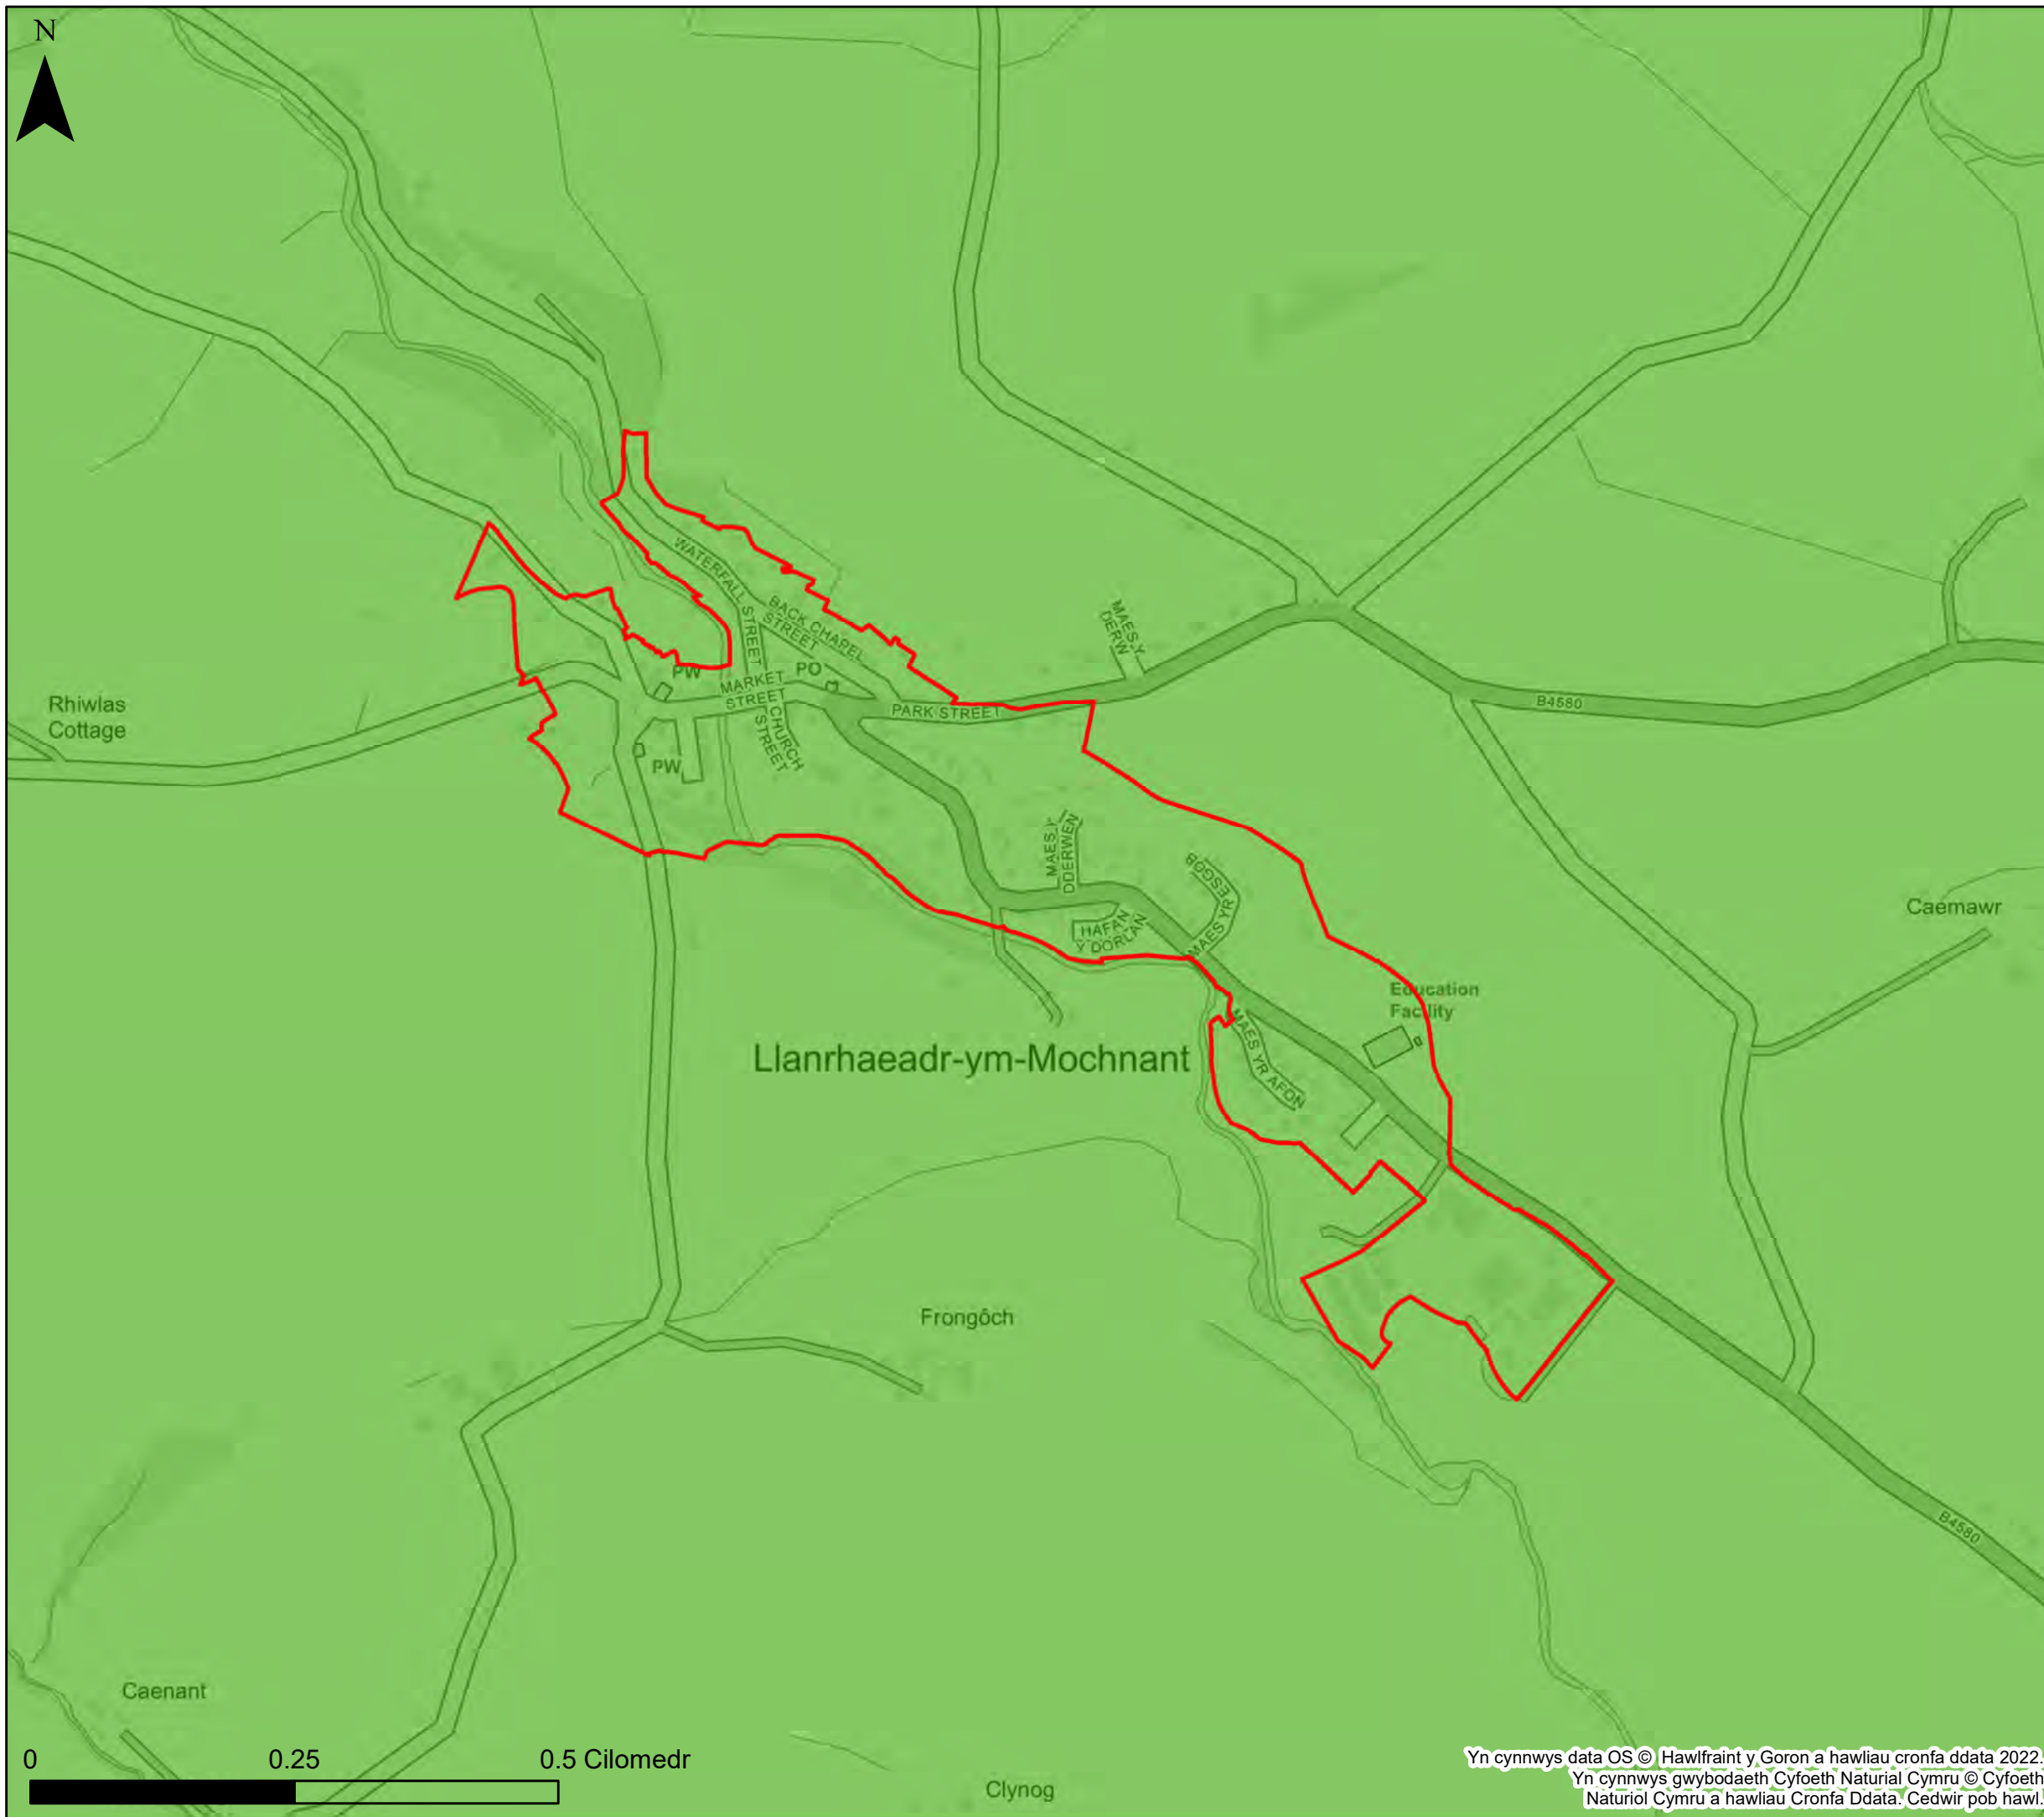 N
WATERFALL STREET
BACK CHAPEL
STREET
MAES Y
DERW
PW
PO
MARKET
STREET
CHURCH
STREET
PARK STREET
B4580
Rhiwlas
Cottage
PW
MAES Y
DDERWEN
MAES YR ESGOB
HAFAN
Y DORLAN
Caemawr
Education
Facility
Llanrhaeadr-ym-Mochnant
MAES YR AFON
Frongôch
B4580
Caenant
Clynog
0 0.25 0.5 Cilomedr
Yn cynnwys data OS © Hawlfraint y Goron a hawliau cronfa ddata 2022.
Yn cynnwys gwybodaeth Cyfoeth Naturial Cymru © Cyfoeth
Naturiol Cymru a hawliau Cronfa Ddata. Cedwir pob hawl.